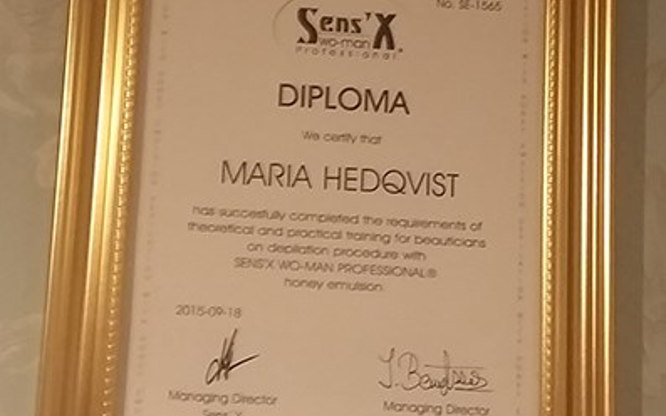 No. SE-1565
Sens'X
wo-man
Professional
DIPLOMA
We certify that
MARIA HEDQVIST
has succesfully completed the requirements of
theoretical and practical training for beauticians
on depilation procedure with
SENS'X WO-MAN PROFESSIONAL®
honey emulsion
2015-09-18
Managing Director
Managing Director
Sens'X